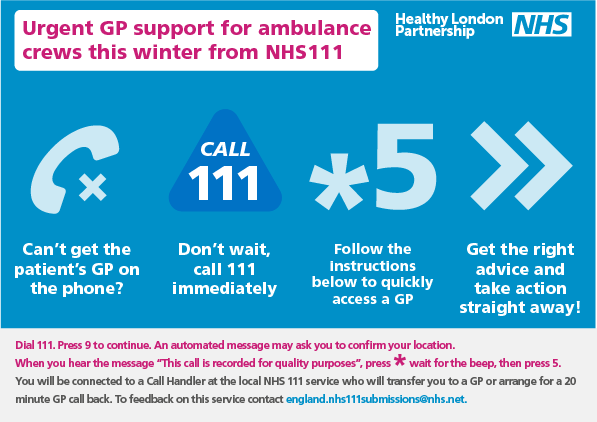 Urgent GP support for ambulance
crews this winter from NHS111
Healthy London
Partnership
NHS
CALL
111
*5
Can't get the
patient's GP on
the phone?
Don't wait,
call 111
immediately
Follow the
instructions
below to quickly
access a GP
Get the right
advice and
take action
straight away!
Dial 111. Press 9 to continue. An automated message may ask you to confirm your location.
When you hear the message “This call is recorded for quality purposes”, press * wait for the beep, then press 5.
You will be connected to a Call Handler at the local NHS 111 service who will transfer you to a GP or arrange for a 20
minute GP call back. To feedback on this service contact england.nhs111submissions@nhs.net.